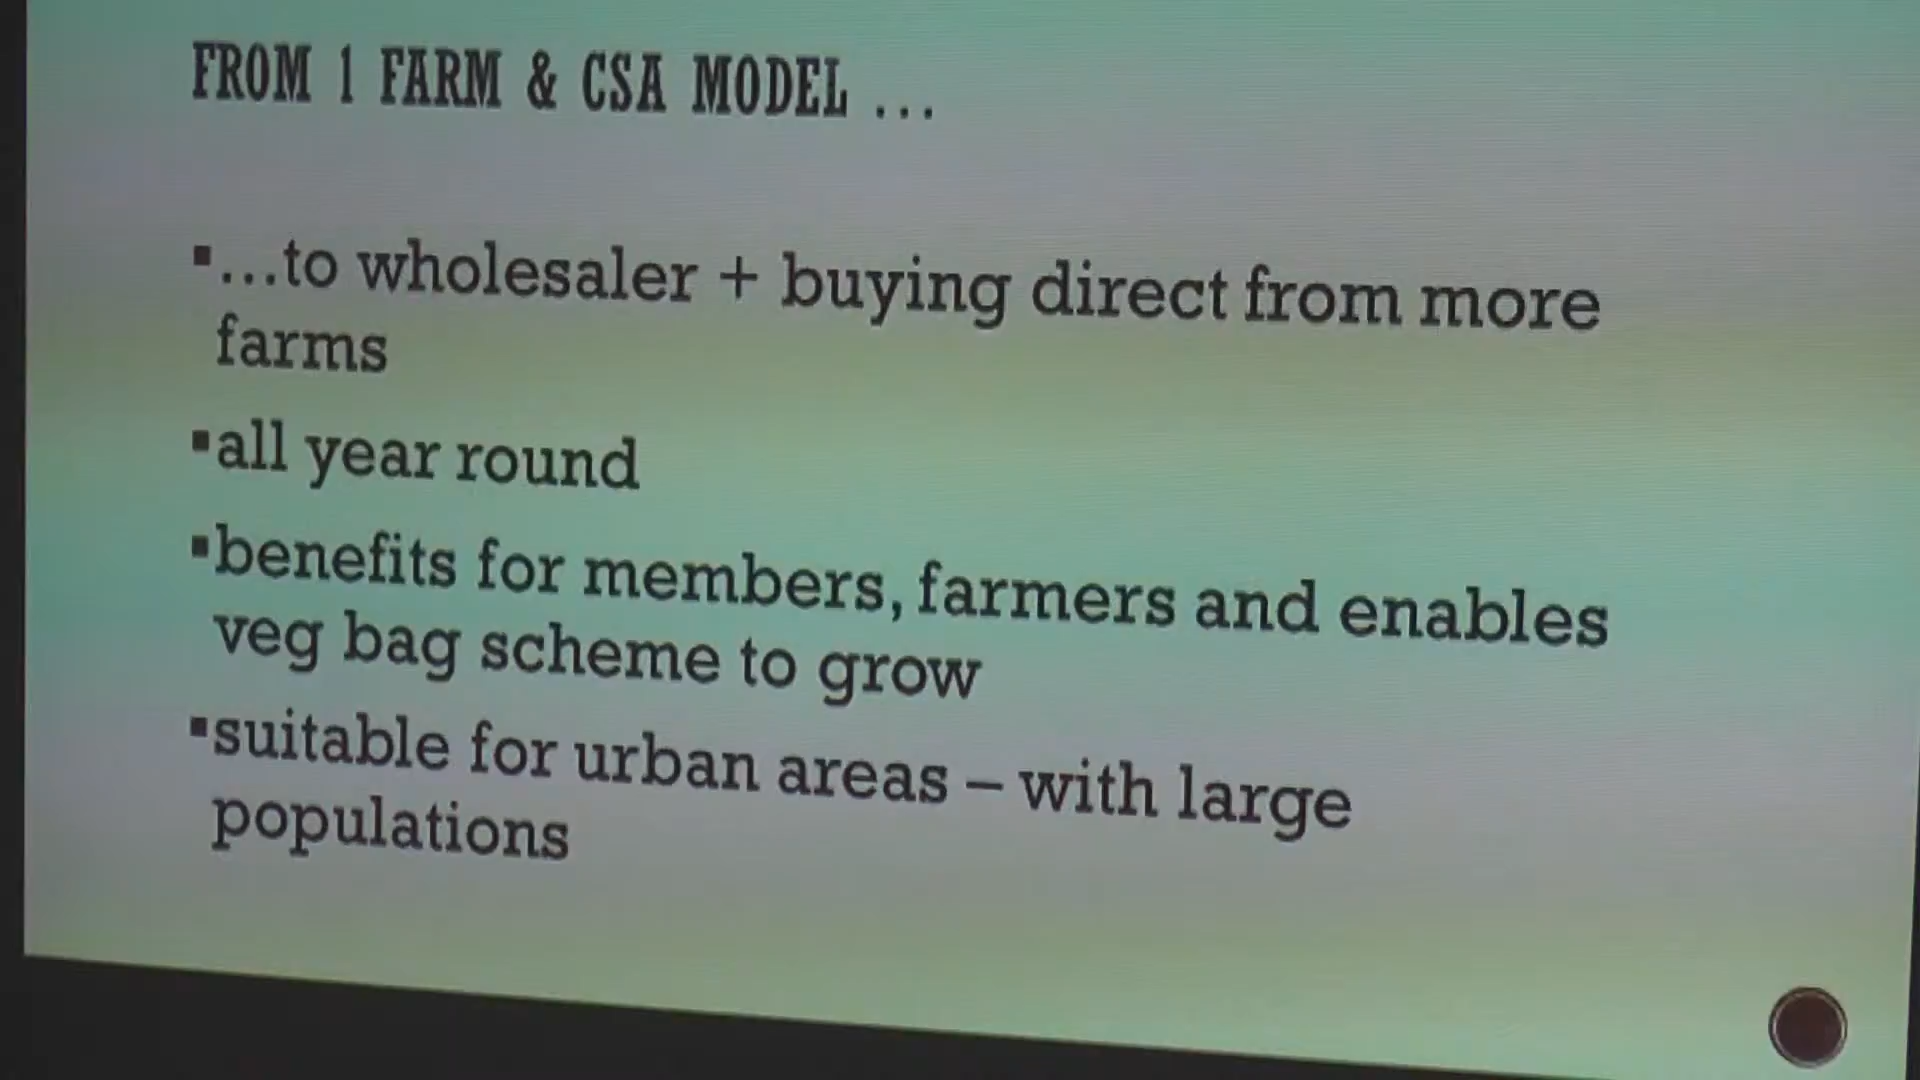 FROM 1 FARM & CSA MODEL ...
▪...to wholesaler + buying direct from more
farms
▪all year round
▪benefits for members, farmers and enables
veg bag scheme to grow
▪suitable for urban areas – with large
populations